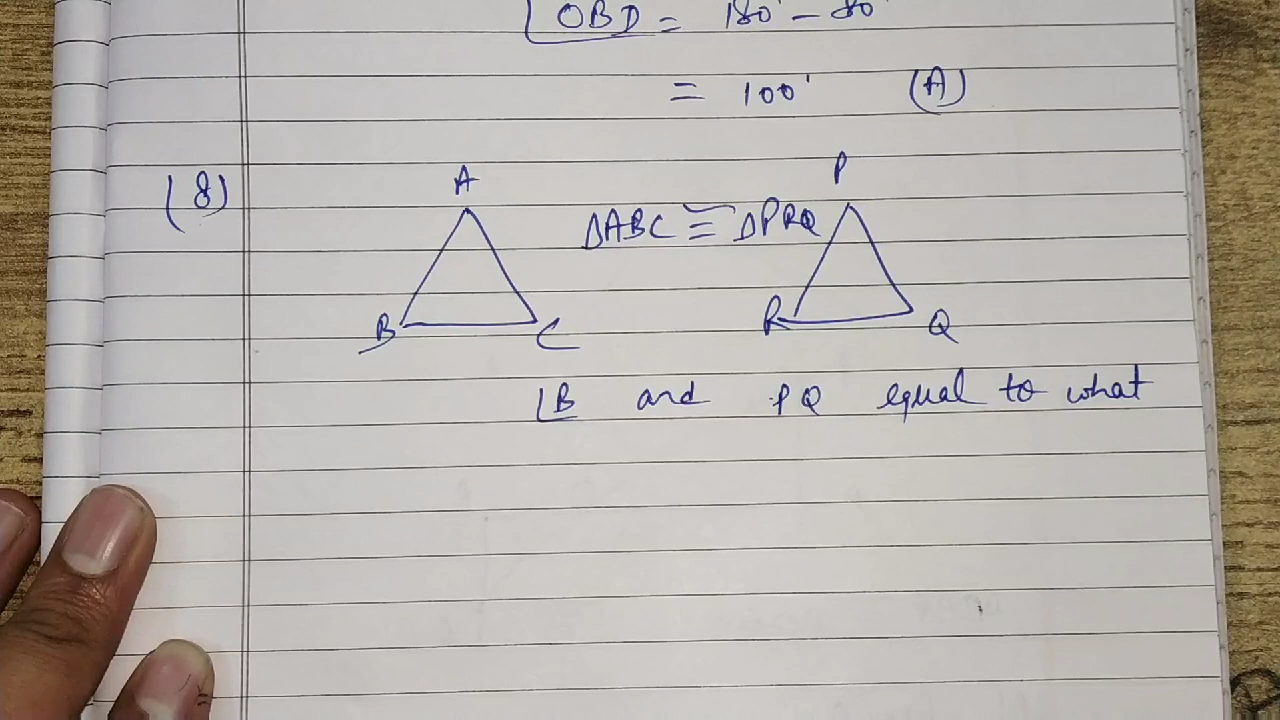 ∠OBD = 180° - 80°
= 100° (A)
(8)
A
P
ΔABC ≅ ΔPRQ
B
C
R
Q
∠B and PQ equal to what